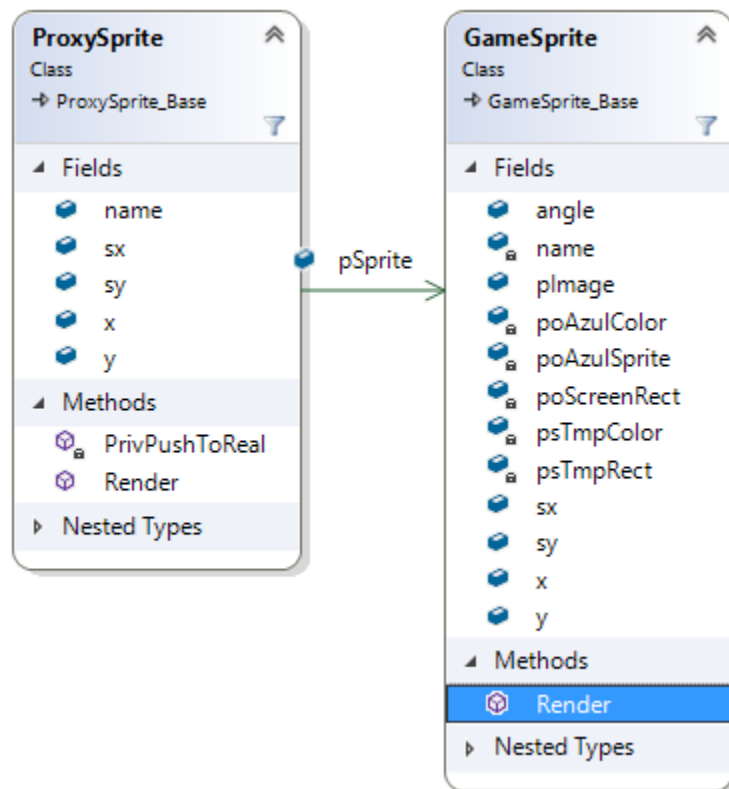 ProxySprite
Class
ProxySprite_Base
Fields
name
sx
sy
x
y
Methods
PrivPushToReal
Render
Nested Types
pSprite
GameSprite
Class
GameSprite_Base
Fields
angle
name
pImage
poAzulColor
poAzulSprite
poScreenRect
psTmpColor
psTmpRect
sx
sy
x
y
Methods
Render
Nested Types